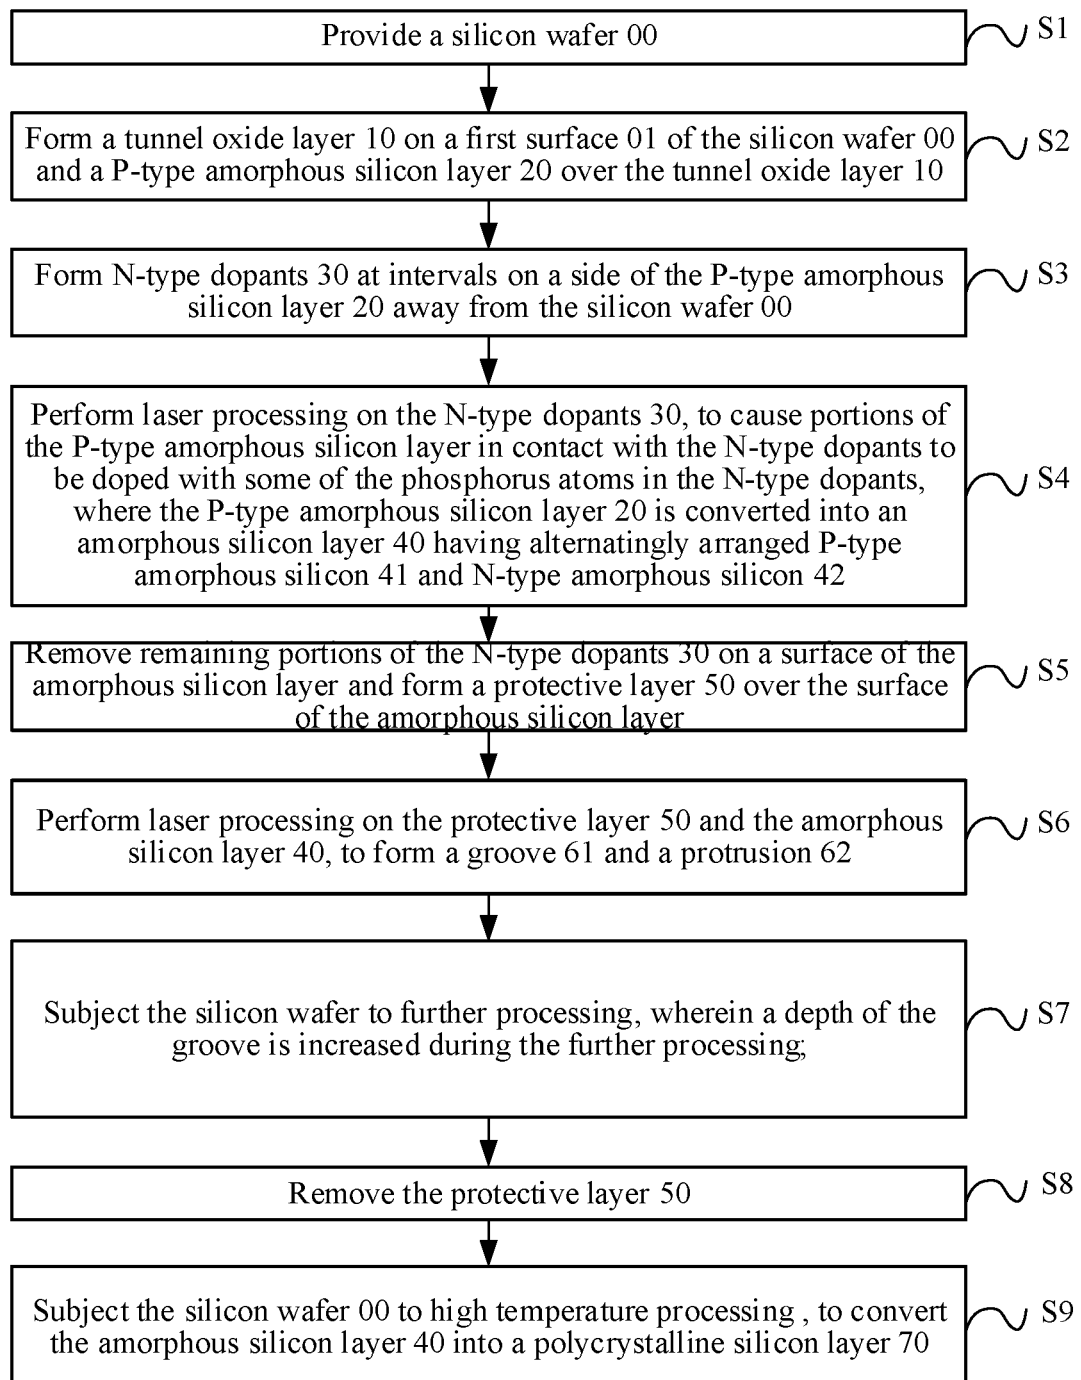 Provide a silicon wafer 00
S1
Form a tunnel oxide layer 10 on a first surface 01 of the silicon wafer 00
and a P-type amorphous silicon layer 20 over the tunnel oxide layer 10
S2
Form N-type dopants 30 at intervals on a side of the P-type amorphous
silicon layer 20 away from the silicon wafer 00
S3
Perform laser processing on the N-type dopants 30, to cause portions of
the P-type amorphous silicon layer in contact with the N-type dopants to
be doped with some of the phosphorus atoms in the N-type dopants,
where the P-type amorphous silicon layer 20 is converted into an
amorphous silicon layer 40 having alternatingly arranged P-type
amorphous silicon 41 and N-type amorphous silicon 42
S4
Remove remaining portions of the N-type dopants 30 on a surface of the
amorphous silicon layer and form a protective layer 50 over the surface
of the amorphous silicon layer
S5
Perform laser processing on the protective layer 50 and the amorphous
silicon layer 40, to form a groove 61 and a protrusion 62
S6
Subject the silicon wafer to further processing, wherein a depth of the
groove is increased during the further processing;
S7
Remove the protective layer 50
S8
Subject the silicon wafer 00 to high temperature processing , to convert
the amorphous silicon layer 40 into a polycrystalline silicon layer 70
S9